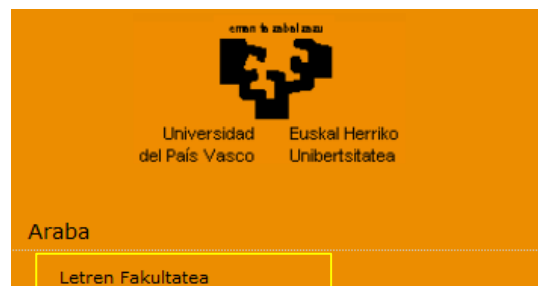 eman ta zabal zazu
Universidad Euskal Herriko
del País Vasco Unibertsitatea
Araba
Letren Fakultatea